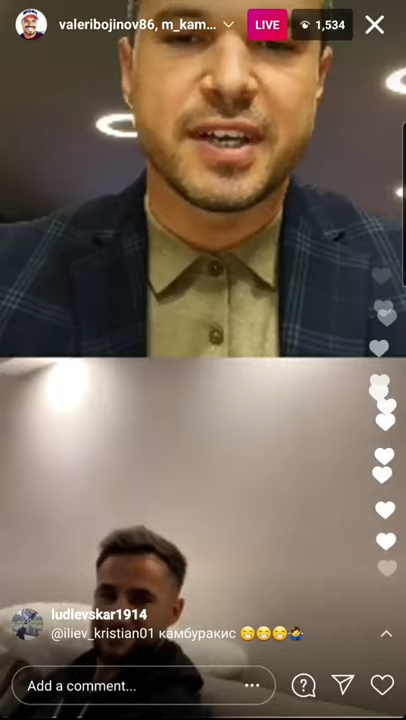 valeribojinov86, m_kam...
LIVE
1,534
ludlevskar1914
@iliev_kristian01 камбуракис 😁😁😁🤷‍♂️
Add a comment...